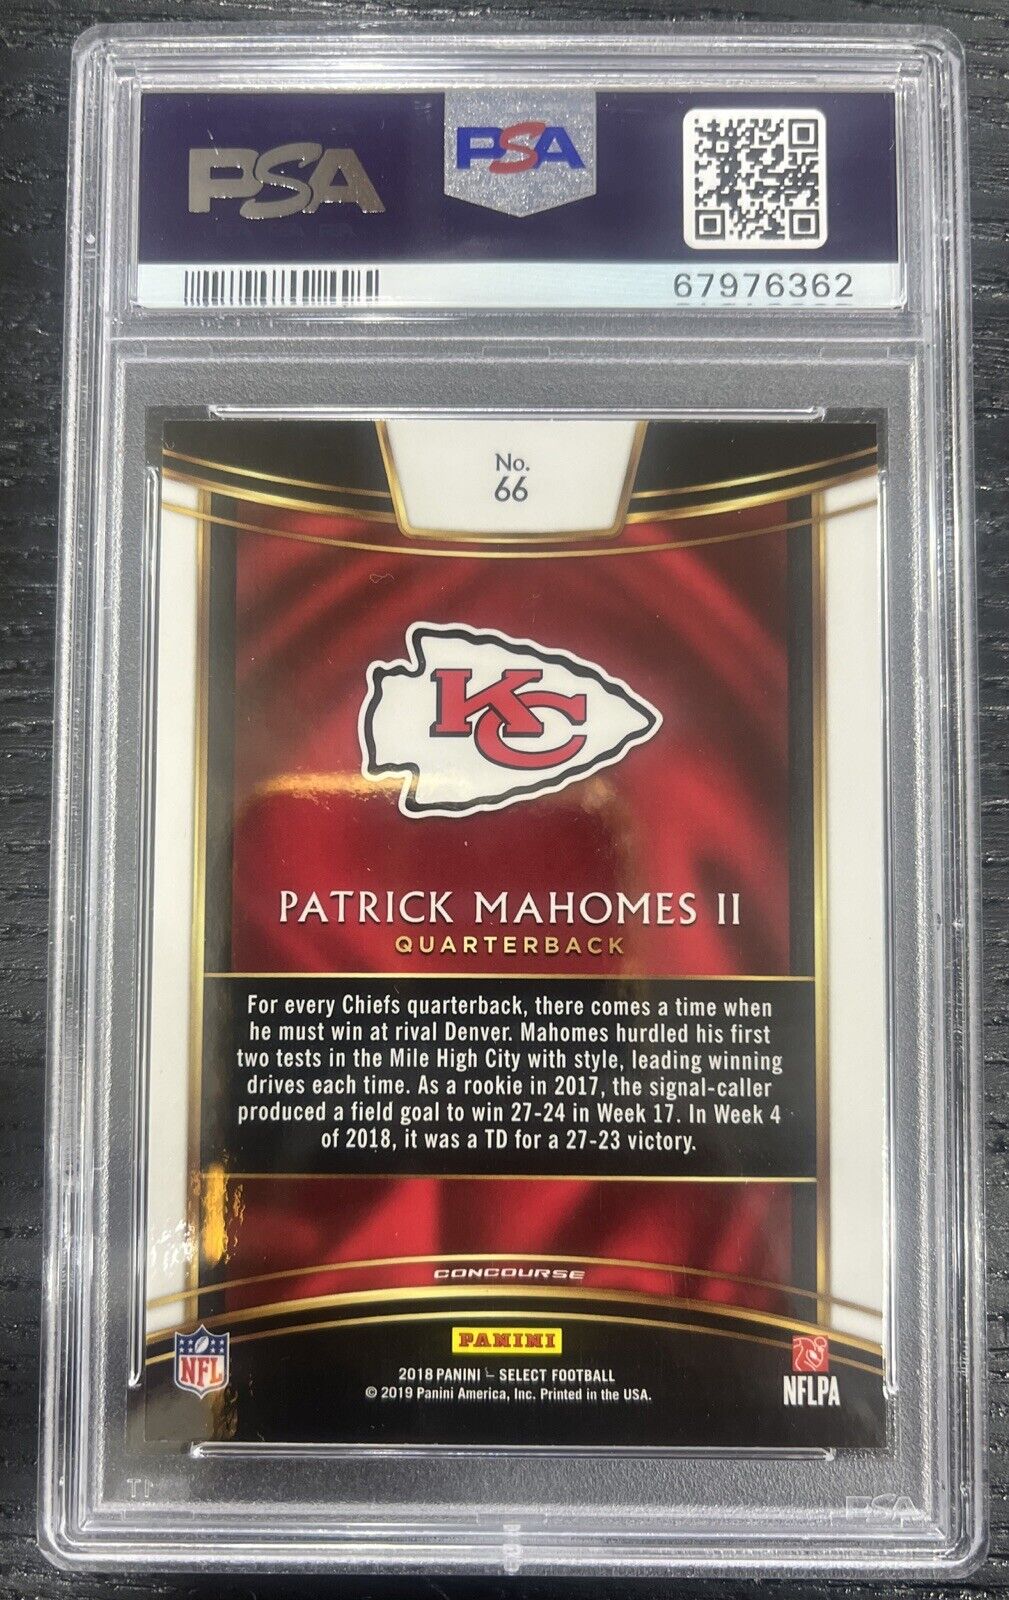 PSA
PSA
67976362
No.
66
KC
PATRICK MAHOMES II
QUARTERBACK
For every Chiefs quarterback, there comes a time when
he must win at rival Denver. Mahomes hurdled his first
two tests in the Mile High City with style, leading winning
drives each time. As a rookie in 2017, the signal-caller
produced a field goal to win 27-24 in Week 17. In Week 4
of 2018, it was a TD for a 27-23 victory.
CONCOURSE
PANINI
NFL
2018 PANINI – SELECT FOOTBALL
© 2019 Panini America, Inc. Printed in the USA.
NFLPA
PSA